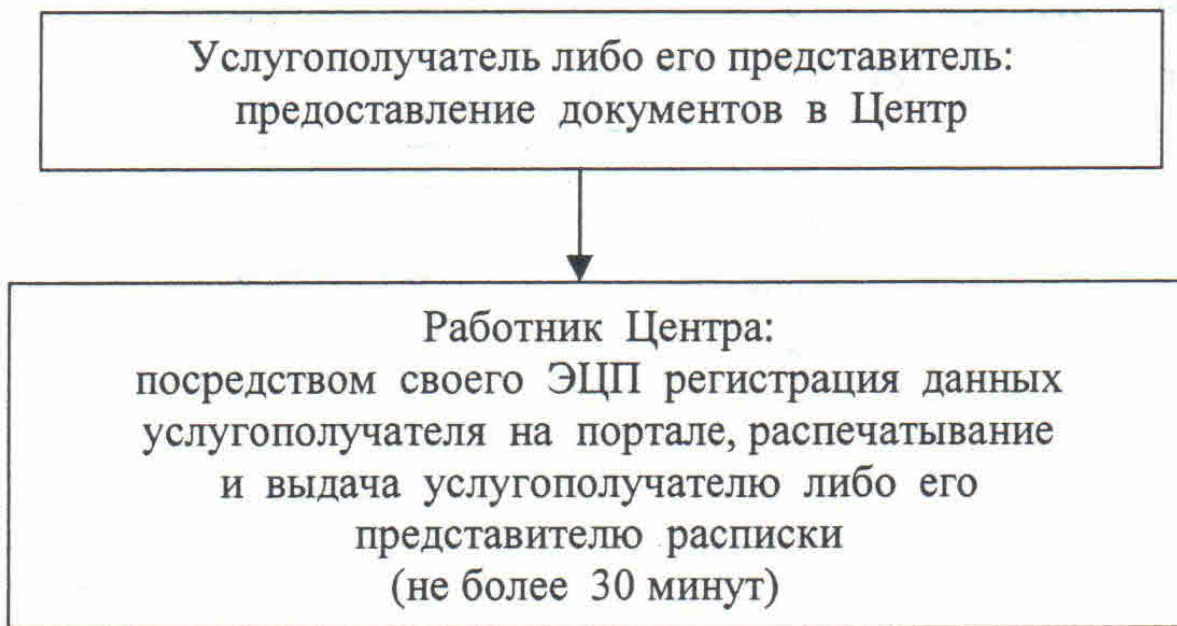 Услугополучатель либо его представитель:
предоставление документов в Центр
Работник Центра:
посредством своего ЭЦП регистрация данных
услугополучателя на портале, распечатывание
и выдача услугополучателю либо его
представителю расписки
(не более 30 минут)